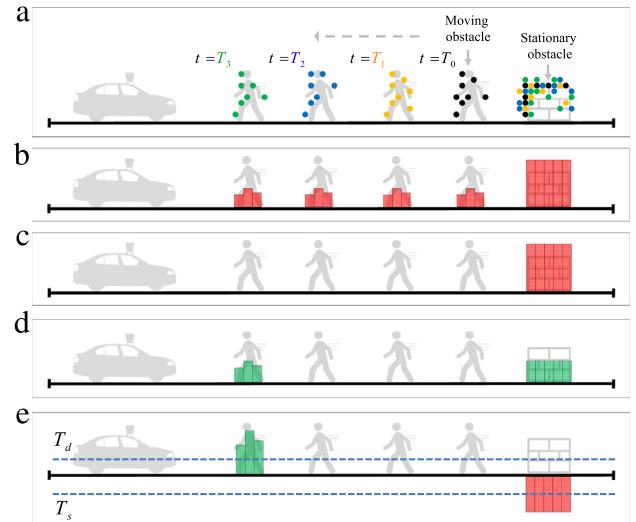 a
Moving obstacle
Stationary obstacle
t = T3
t = T2
t = T1
t = T0
b
c
d
e
Td
Ts